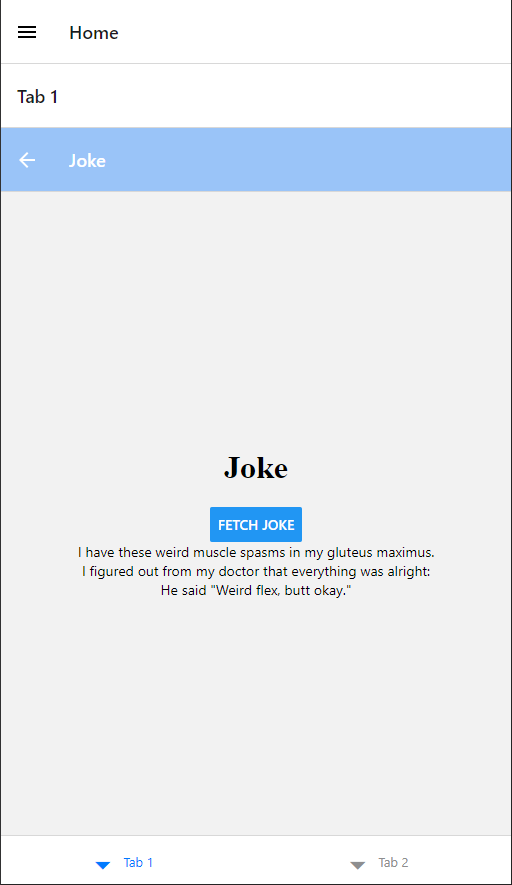 Home
Tab 1
Joke
Joke
FETCH JOKE
I have these weird muscle spasms in my gluteus maximus.
I figured out from my doctor that everything was alright:
He said "Weird flex, butt okay."
Tab 1
Tab 2